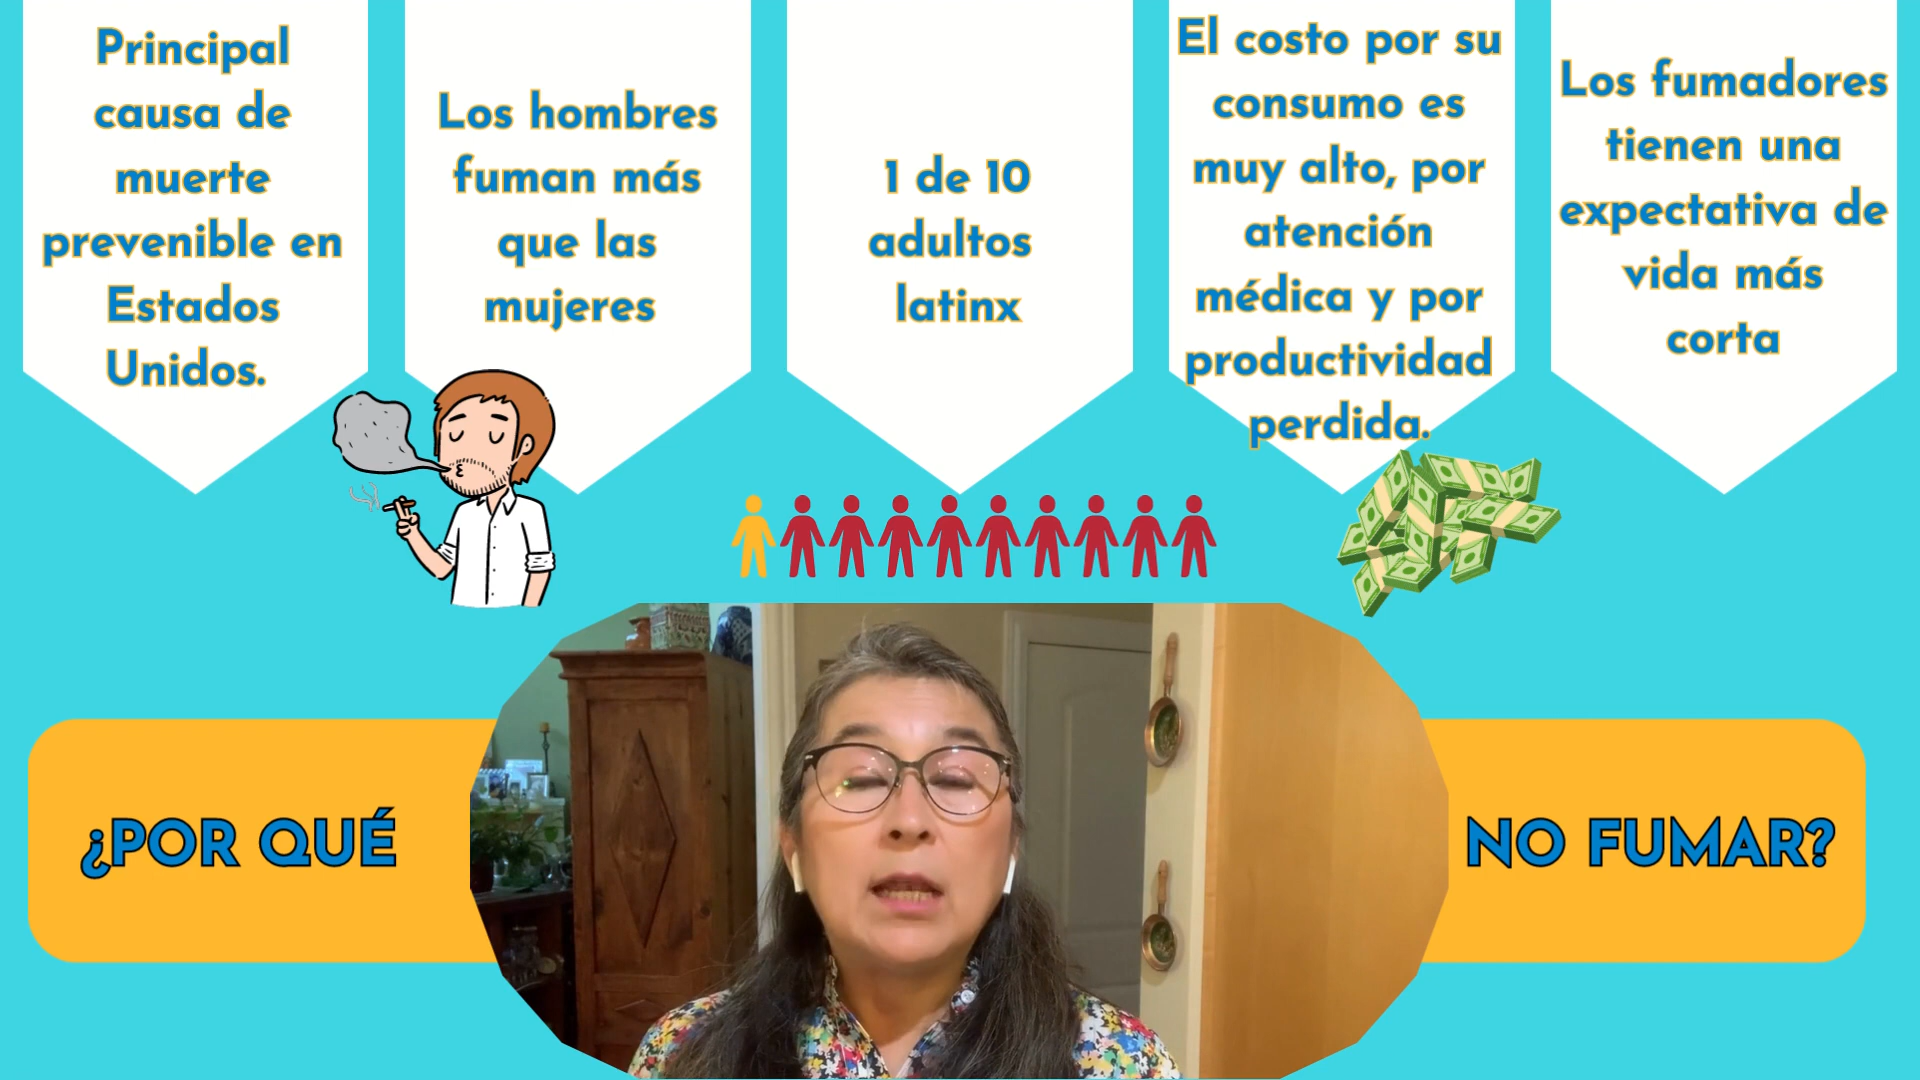 Principal
causa de
muerte
prevenible en
Estados
Unidos.
Los hombres
fuman más
que las
mujeres
1 de 10
adultos
latinx
El costo por su
consumo es
muy alto, por
atención
médica y por
productividad
perdida.
Los fumadores
tienen una
expectativa de
vida más
corta
¿POR QUÉ
NO FUMAR?